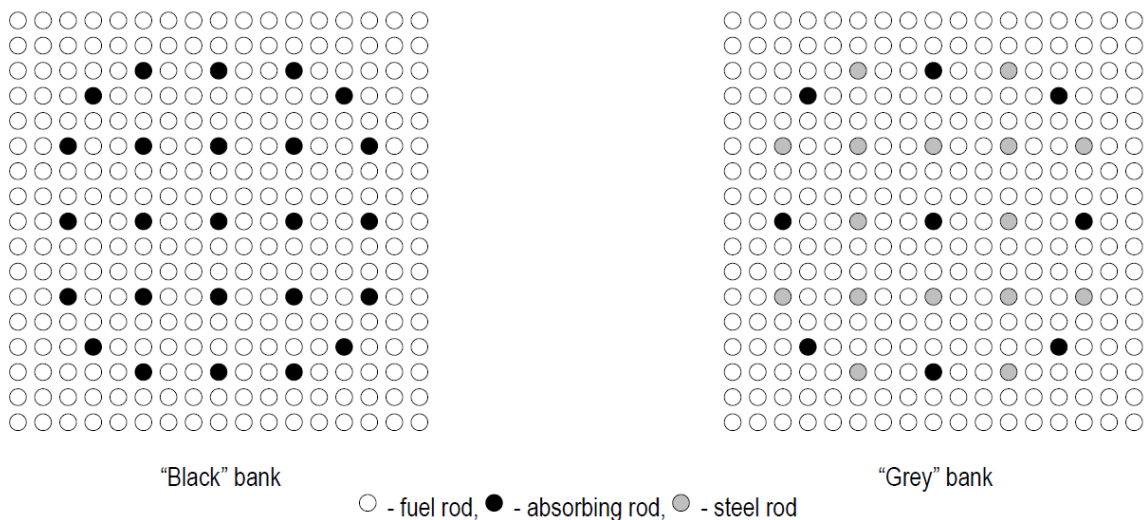 “Black” bank
“Grey” bank
- fuel rod, - absorbing rod, - steel rod